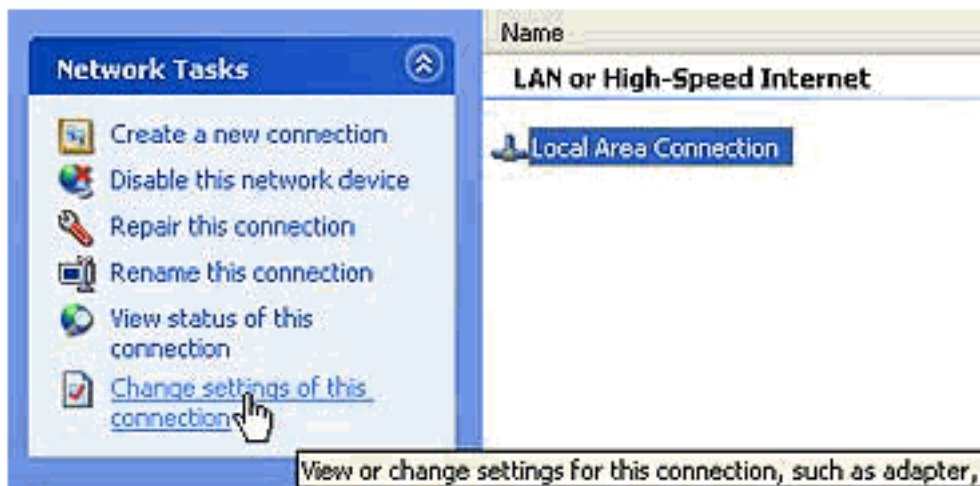 Network Tasks
Create a new connection
Disable this network device
Repair this connection
Rename this connection
View status of this
connection
Change settings of this
connection
Name
LAN or High-Speed Internet
Local Area Connection
View or change settings for this connection, such as adapter,